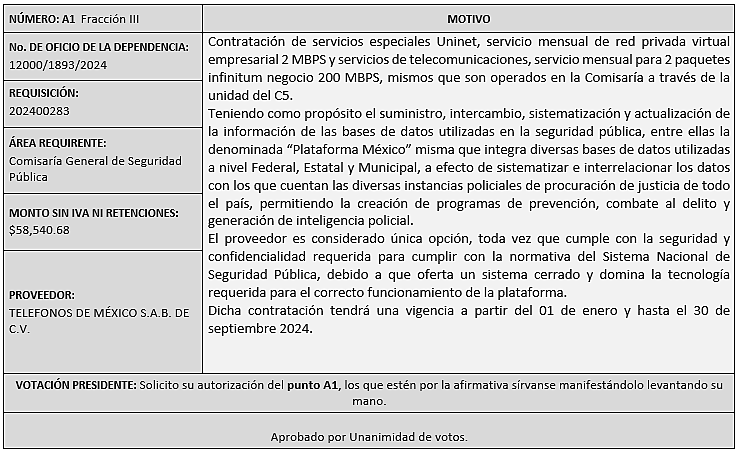 NÚMERO: A1  Fracción III
MOTIVO
No. DE OFICIO DE LA DEPENDENCIA:
12000/1893/2024
REQUISICIÓN:
202400283
ÁREA REQUIRENTE:
Comisaría General de Seguridad
Pública
MONTO SIN IVA NI RETENCIONES:
$58,540.68
PROVEEDOR:
TELEFONOS DE MÉXICO S.A.B. DE
C.V.
Contratación de servicios especiales Uninet, servicio mensual de red privada virtual
empresarial 2 MBPS y servicios de telecomunicaciones, servicio mensual para 2 paquetes
infinitum negocio 200 MBPS, mismos que son operados en la Comisaría a través de la
unidad del C5.
Teniendo como propósito el suministro, intercambio, sistematización y actualización de
la información de las bases de datos utilizadas en la seguridad pública, entre ellas la
denominada “Plataforma México” misma que integra diversas bases de datos utilizadas
a nivel Federal, Estatal y Municipal, a efecto de sistematizar e interrelacionar los datos
con los que cuentan las diversas instancias policiales de procuración de justicia de todo
el país, permitiendo la creación de programas de prevención, combate al delito y
generación de inteligencia policial.
El proveedor es considerado única opción, toda vez que cumple con la seguridad y
confidencialidad requerida para cumplir con la normativa del Sistema Nacional de
Seguridad Pública, debido a que oferta un sistema cerrado y domina la tecnología
requerida para el correcto funcionamiento de la plataforma.
Dicha contratación tendrá una vigencia a partir del 01 de enero y hasta el 30 de
septiembre 2024.
VOTACIÓN PRESIDENTE: Solicito su autorización del punto A1, los que estén por la afirmativa sírvanse manifestándolo levantando su
mano.
Aprobado por Unanimidad de votos.